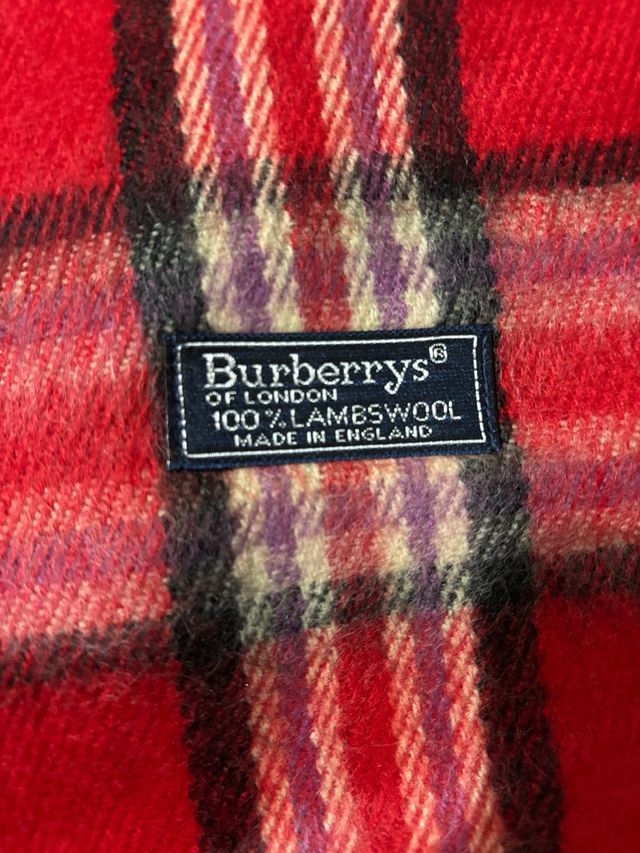 Burberrys®
OF LONDON
100% LAMBSWOOL
MADE IN ENGLAND